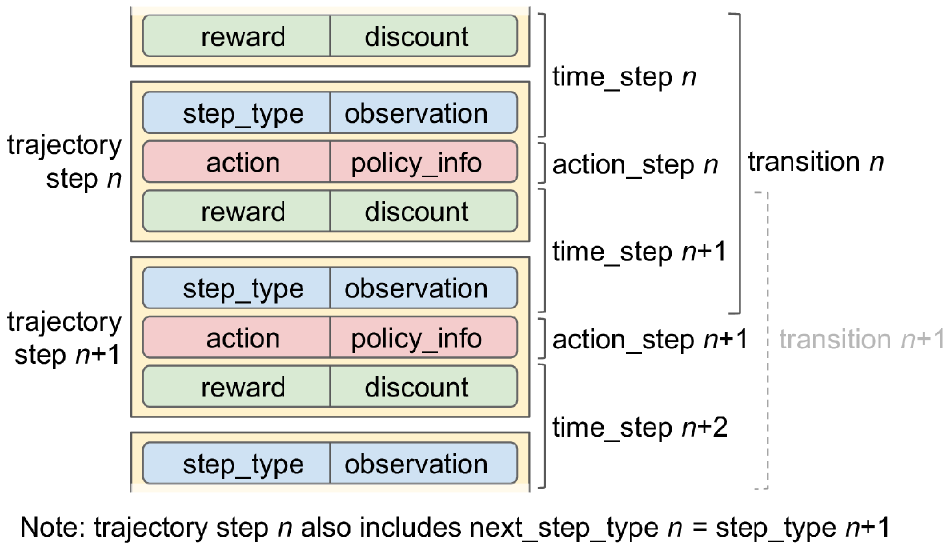 reward discount
time_step n
step_type observation
trajectory
step n
action policy_info
action_step n
transition n
reward discount
time_step n+1
step_type observation
trajectory
step n+1
action policy_info
action_step n+1
transition n+1
reward discount
time_step n+2
step_type observation
Note: trajectory step n also includes next_step_type n = step_type n+1